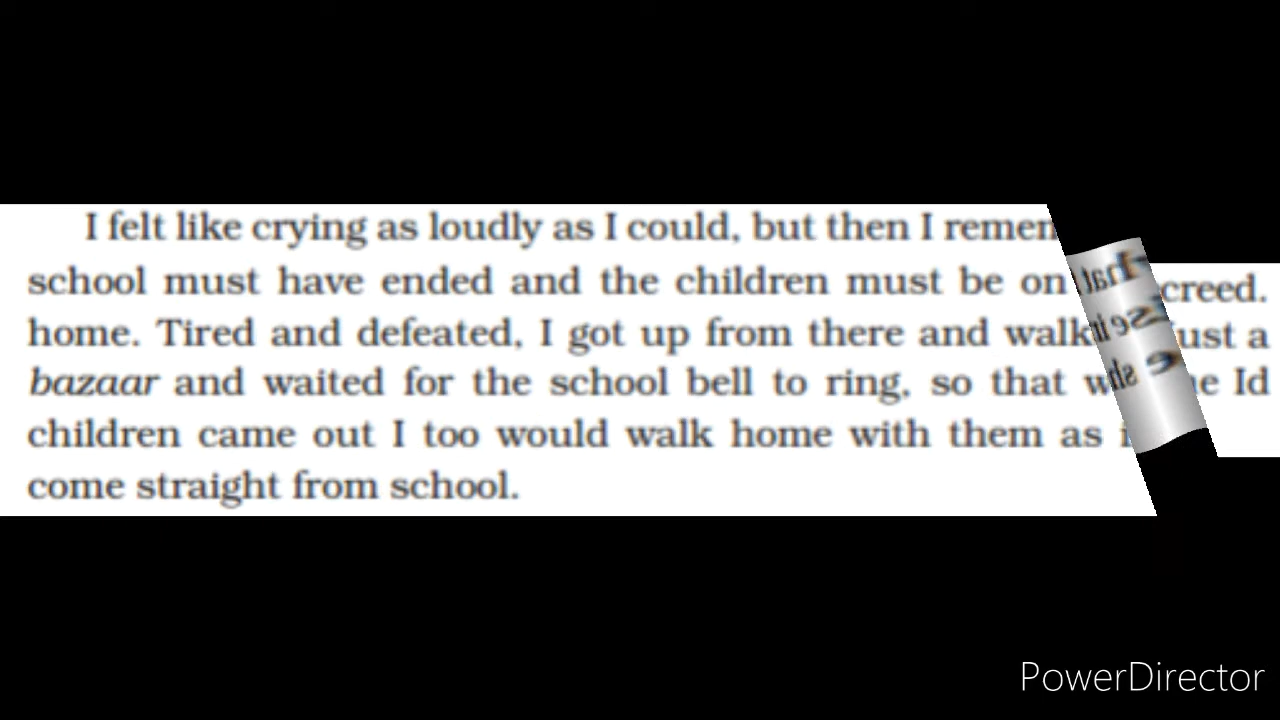 I felt like crying as loudly as I could, but then I
school must have ended and the children must be on
creed.
home. Tired and defeated, I got up from there and
ust a
bazaar and waited for the school bell to ring, so that
Id
children came out I too would walk home with them as
come straight from school.
PowerDirector